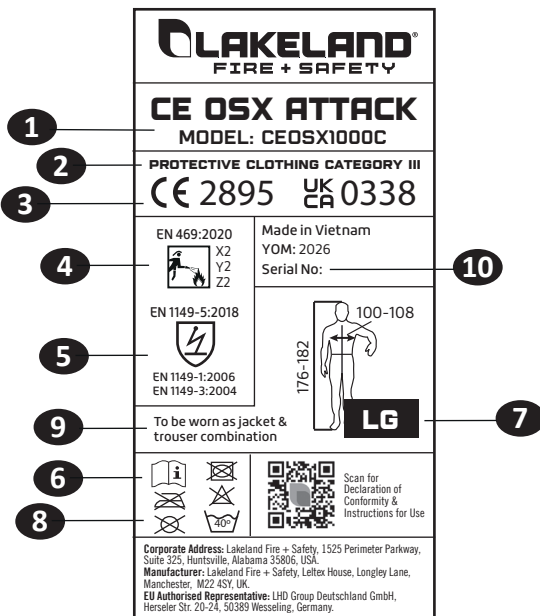 LAKELAND®
FIRE + SAFETY
CE OSX ATTACK
1
MODEL: CEOSX1000C
2
PROTECTIVE CLOTHING CATEGORY III
3
CE 2895 UKCA 0338
EN 469:2020
X2
Y2
Z2
4
Made in Vietnam
YOM: 2026
Serial No:
10
EN 1149-5:2018
5
EN 1149-1:2006
EN 1149-3:2004
100-108
176-182
LG
7
9
To be worn as jacket &
trouser combination
6
i
8
40º
Scan for
Declaration of
Conformity &
Instructions for Use
Corporate Address: Lakeland Fire + Safety, 1525 Perimeter Parkway,
Suite 325, Huntsville, Alabama 35806, USA.
Manufacturer: Lakeland Fire + Safety, Leltex House, Longley Lane,
Manchester, M22 4SY, UK.
EU Authorised Representative: LHD Group Deutschland GmbH,
Herseler Str. 20-24, 50389 Wesseling, Germany.